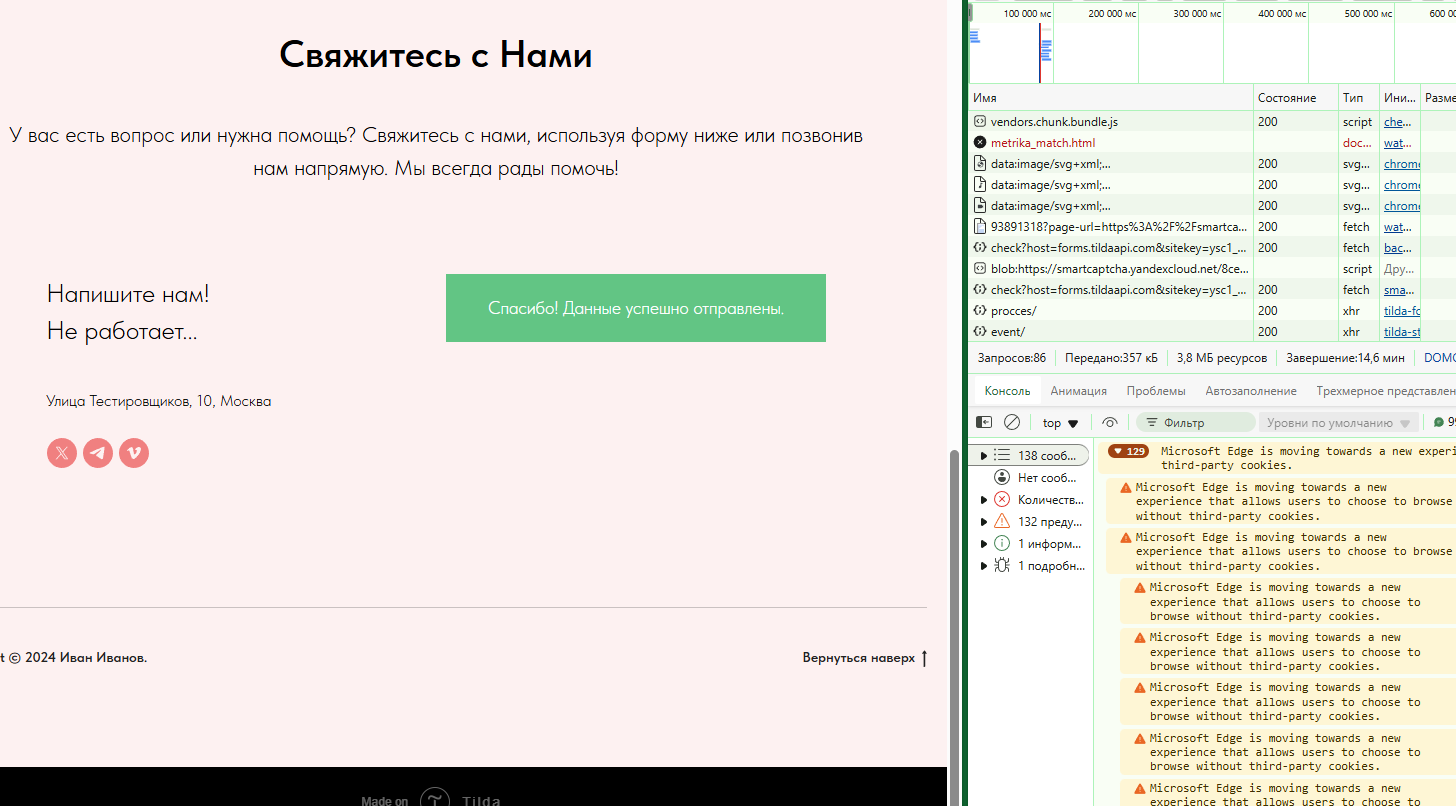 Свяжитесь с Нами
У вас есть вопрос или нужна помощь? Свяжитесь с нами, используя форму ниже или позвонив
нам напрямую. Мы всегда рады помочь!
Напишите нам!
Не работает...
Спасибо! Данные успешно отправлены.
Улица Тестировщиков, 10, Москва
t © 2024 Иван Иванов.
Вернуться наверх ↑
Made on Tilda
100 000 мс 200 000 мс 300 000 мс 400 000 мс 500 000 мс 600 00
Имя Состояние Тип Ини... Разме
vendors.chunk.bundle.js 200 script che...
metrika_match.html doc... wat...
data:image/svg+xml;... 200 svg... chrome
data:image/svg+xml;... 200 svg... chrome
data:image/svg+xml;... 200 svg... chrome
93891318?page-url=https%3A%2F%2Fsmartca... 200 fetch wat...
check?host=forms.tildaapi.com&sitekey=ysc1_... 200 fetch bac...
blob:https://smartcaptcha.yandexcloud.net/8ce... script Дру...
check?host=forms.tildaapi.com&sitekey=ysc1_... 200 fetch sma...
procces/ 200 xhr tilda-fo
event/ 200 xhr tilda-st
Запросов:86 Передано:357 кБ 3,8 МБ ресурсов Завершение:14,6 мин DOMC
Консоль Анимация Проблемы Автозаполнение Трехмерное представлен
top Фильтр Уровни по умолчанию 99
138 сооб...
Нет сооб...
Количеств...
132 преду...
1 информ...
1 подробн...
129 Microsoft Edge is moving towards a new experi
third-party cookies.
Microsoft Edge is moving towards a new
experience that allows users to choose to browse
without third-party cookies.
Microsoft Edge is moving towards a new
experience that allows users to choose to browse
without third-party cookies.
Microsoft Edge is moving towards a new
experience that allows users to choose to
browse without third-party cookies.
Microsoft Edge is moving towards a new
experience that allows users to choose to
browse without third-party cookies.
Microsoft Edge is moving towards a new
experience that allows users to choose to
browse without third-party cookies.
Microsoft Edge is moving towards a new
experience that allows users to choose to
browse without third-party cookies.
Microsoft Edge is moving towards a new
experience that allows users to choose to